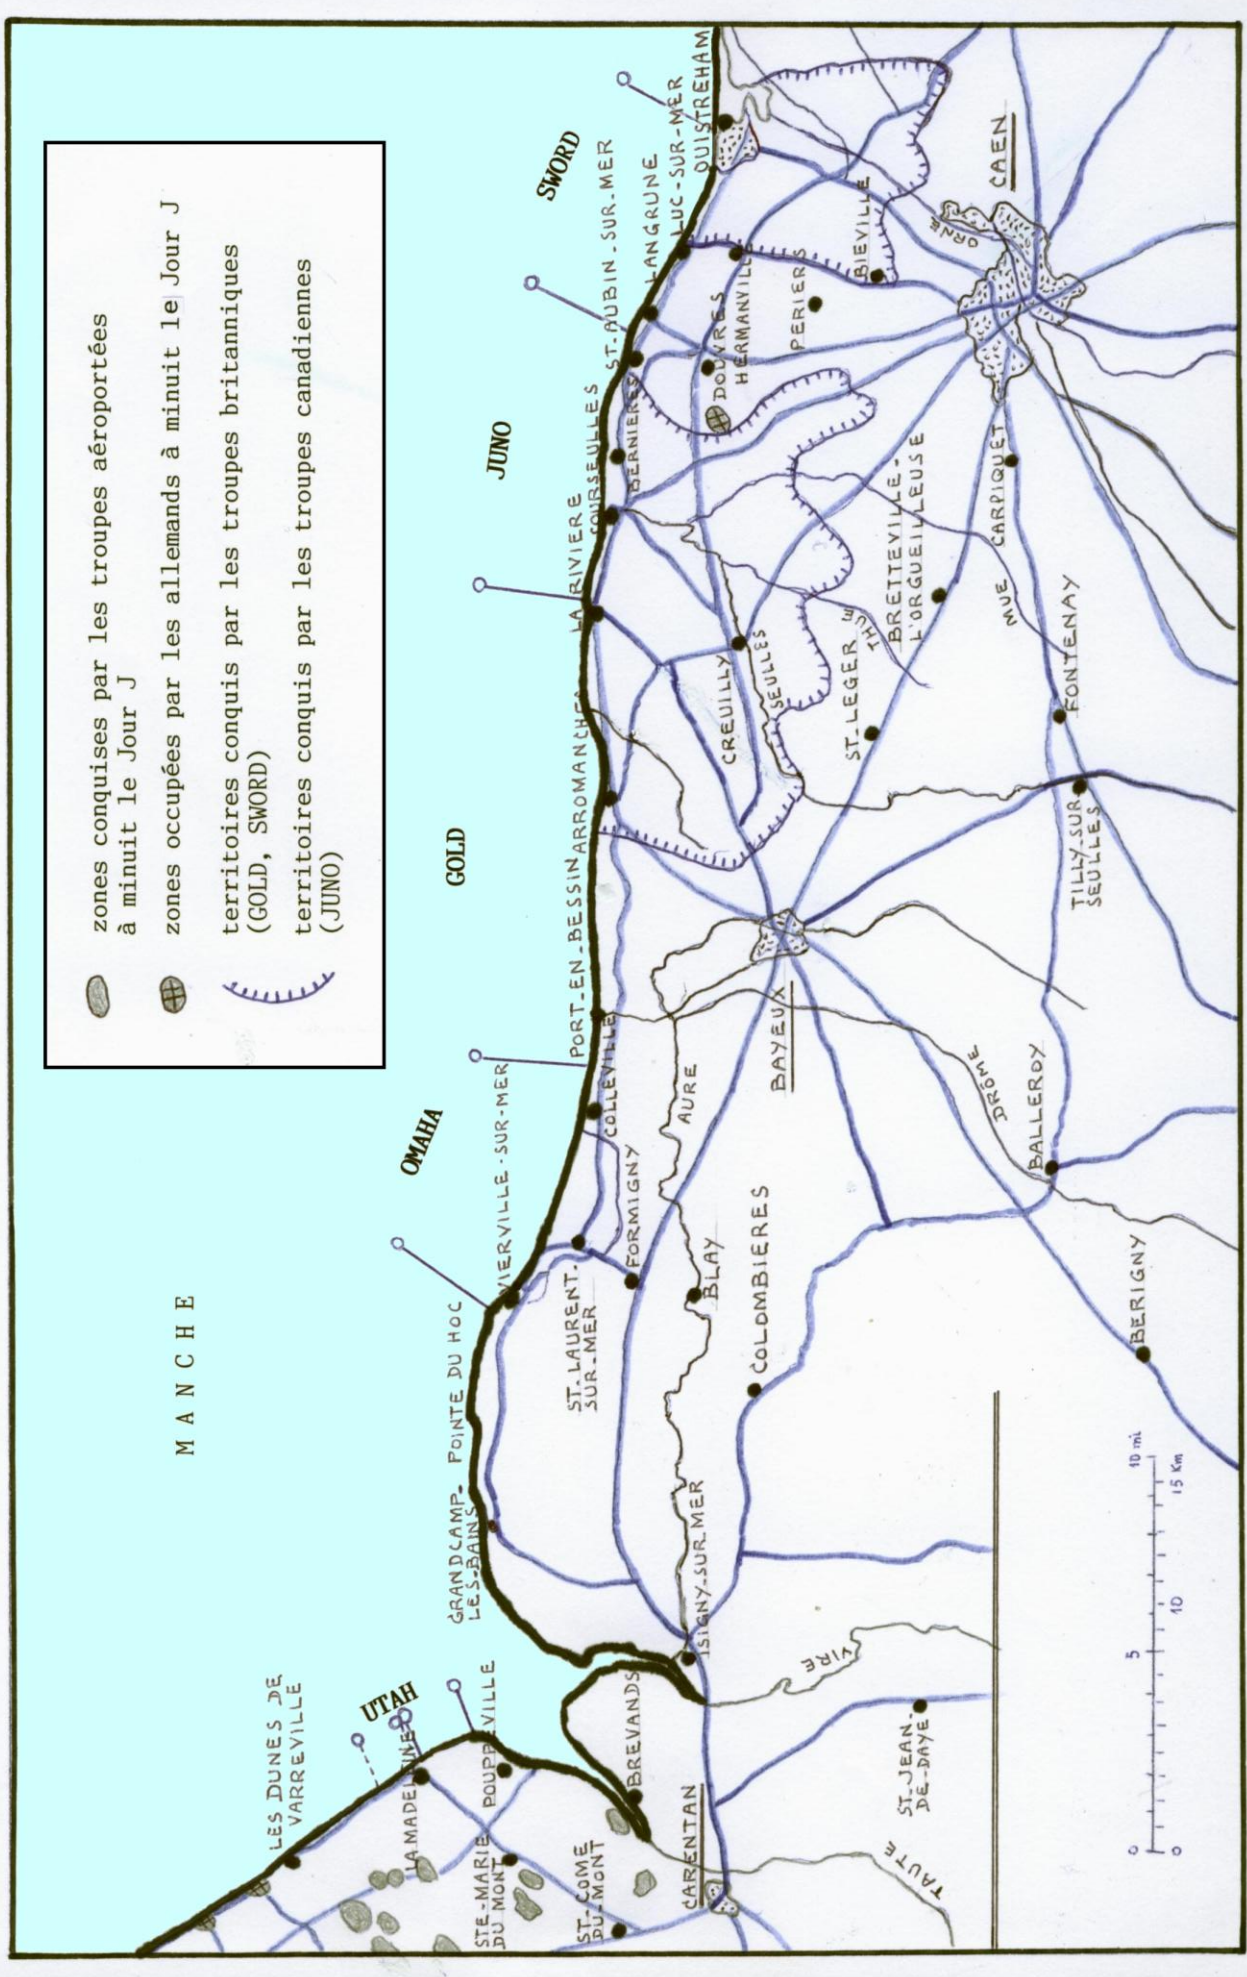 zones conquises par les troupes aéroportées
à minuit le Jour J
zones occupées par les allemands à minuit le Jour J
territoires conquis par les troupes britanniques
(GOLD, SWORD)
territoires conquis par les troupes canadiennes
(JUNO)
MANCHE
UTAH
OMAHA
GOLD
JUNO
SWORD
LES DUNES DE
VARREVILLE
LA MADELEINE
POUPPEVILLE
STE-MARIE
DU MONT
ST-COME
DU-MONT
BREVANDS
CARENTAN
TAUTE
ST-JEAN-
DE-DAYE
VIRE
ISIGNY-SUR-MER
GRANDCAMP-
LES-BAINS
POINTE DU HOC
VIERVILLE-SUR-MER
ST-LAURENT-
SUR-MER
FORMIGNY
COLLEVILLE
BLAY
COLOMBIERES
AURE
PORT-EN-BESSIN
BAYEUX
DRÔME
BALLEROY
BERIGNY
ARROMANCHES
LA RIVIERE
CREUILLY
SEULLES
ST-LEGER
THUE
TILLY-SUR
SEULLES
FONTENAY
MUE
BRETTEVILLE-
L'ORGUEILLEUSE
CARPIQUET
COURSEULLES
BERNIERES
ST-AUBIN-SUR-MER
LANGRUNE
LUC-SUR-MER
OUISTREHAM
DOUVRES
HERMANVILLE
PERIERS
BIEVILLE
ORNE
CAEN
0 5 10 mi
0 10 15 Km